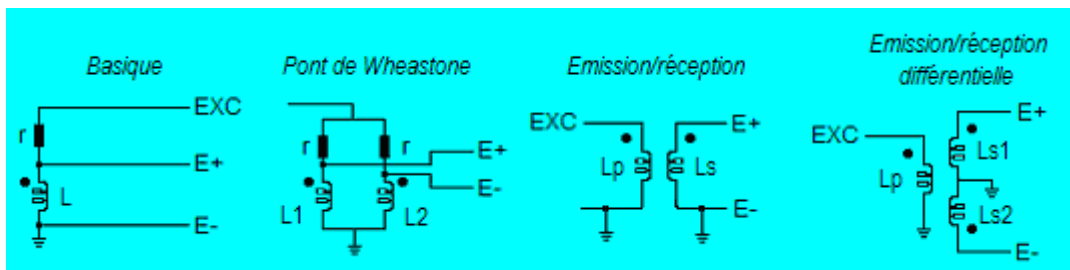 Basique
EXC
r
E+
L
E-
Pont de Wheastone
r
r
E+
E-
L1
L2
Emission/réception
EXC
E+
Lp
Ls
E-
Emission/réception
différentielle
E+
EXC
Ls1
Lp
Ls2
E-